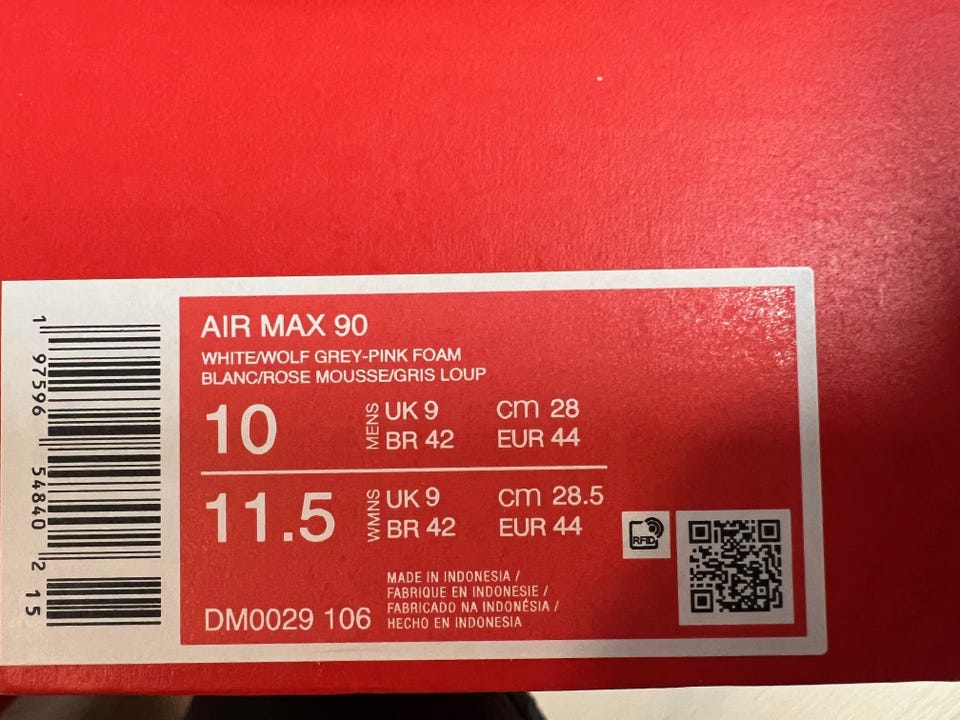 AIR MAX 90
WHITE/WOLF GREY-PINK FOAM
BLANC/ROSE MOUSSE/GRIS LOUP
10 MENS UK 9 cm 28
BR 42 EUR 44
11.5 WMNS UK 9 cm 28.5
BR 42 EUR 44
RFID
MADE IN INDONESIA /
FABRIQUE EN INDONESIE /
FABRICADO NA INDONÉSIA /
HECHO EN INDONESIA
DM0029 106
1 97596 54840 2 15